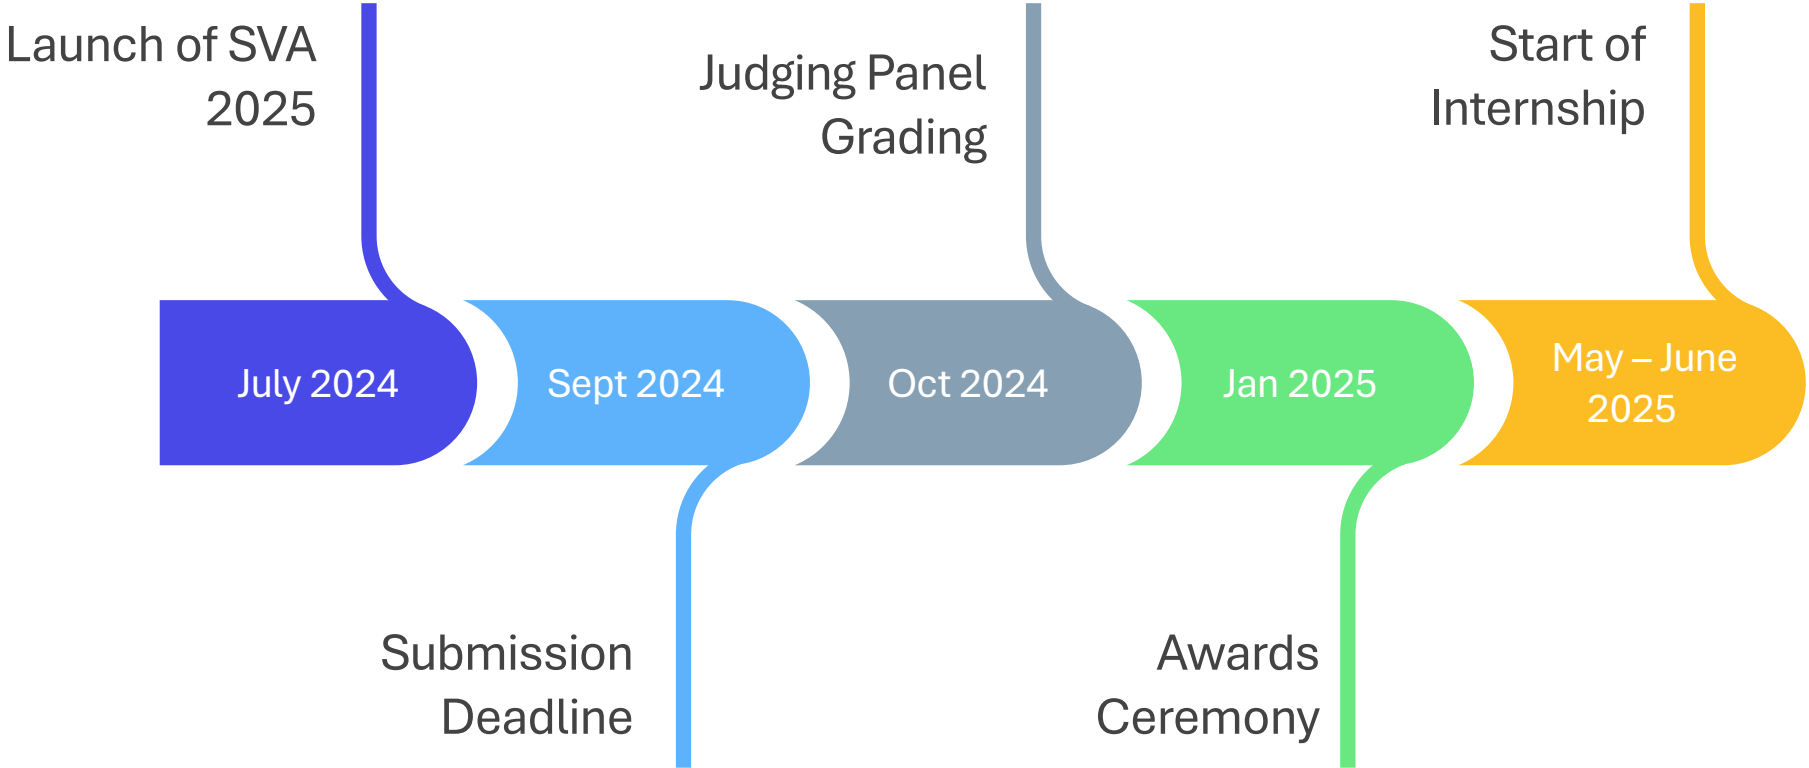 Launch of SVA
2025
Judging Panel
Grading
Start of
Internship
July 2024
Sept 2024
Oct 2024
Jan 2025
May – June
2025
Submission
Deadline
Awards
Ceremony